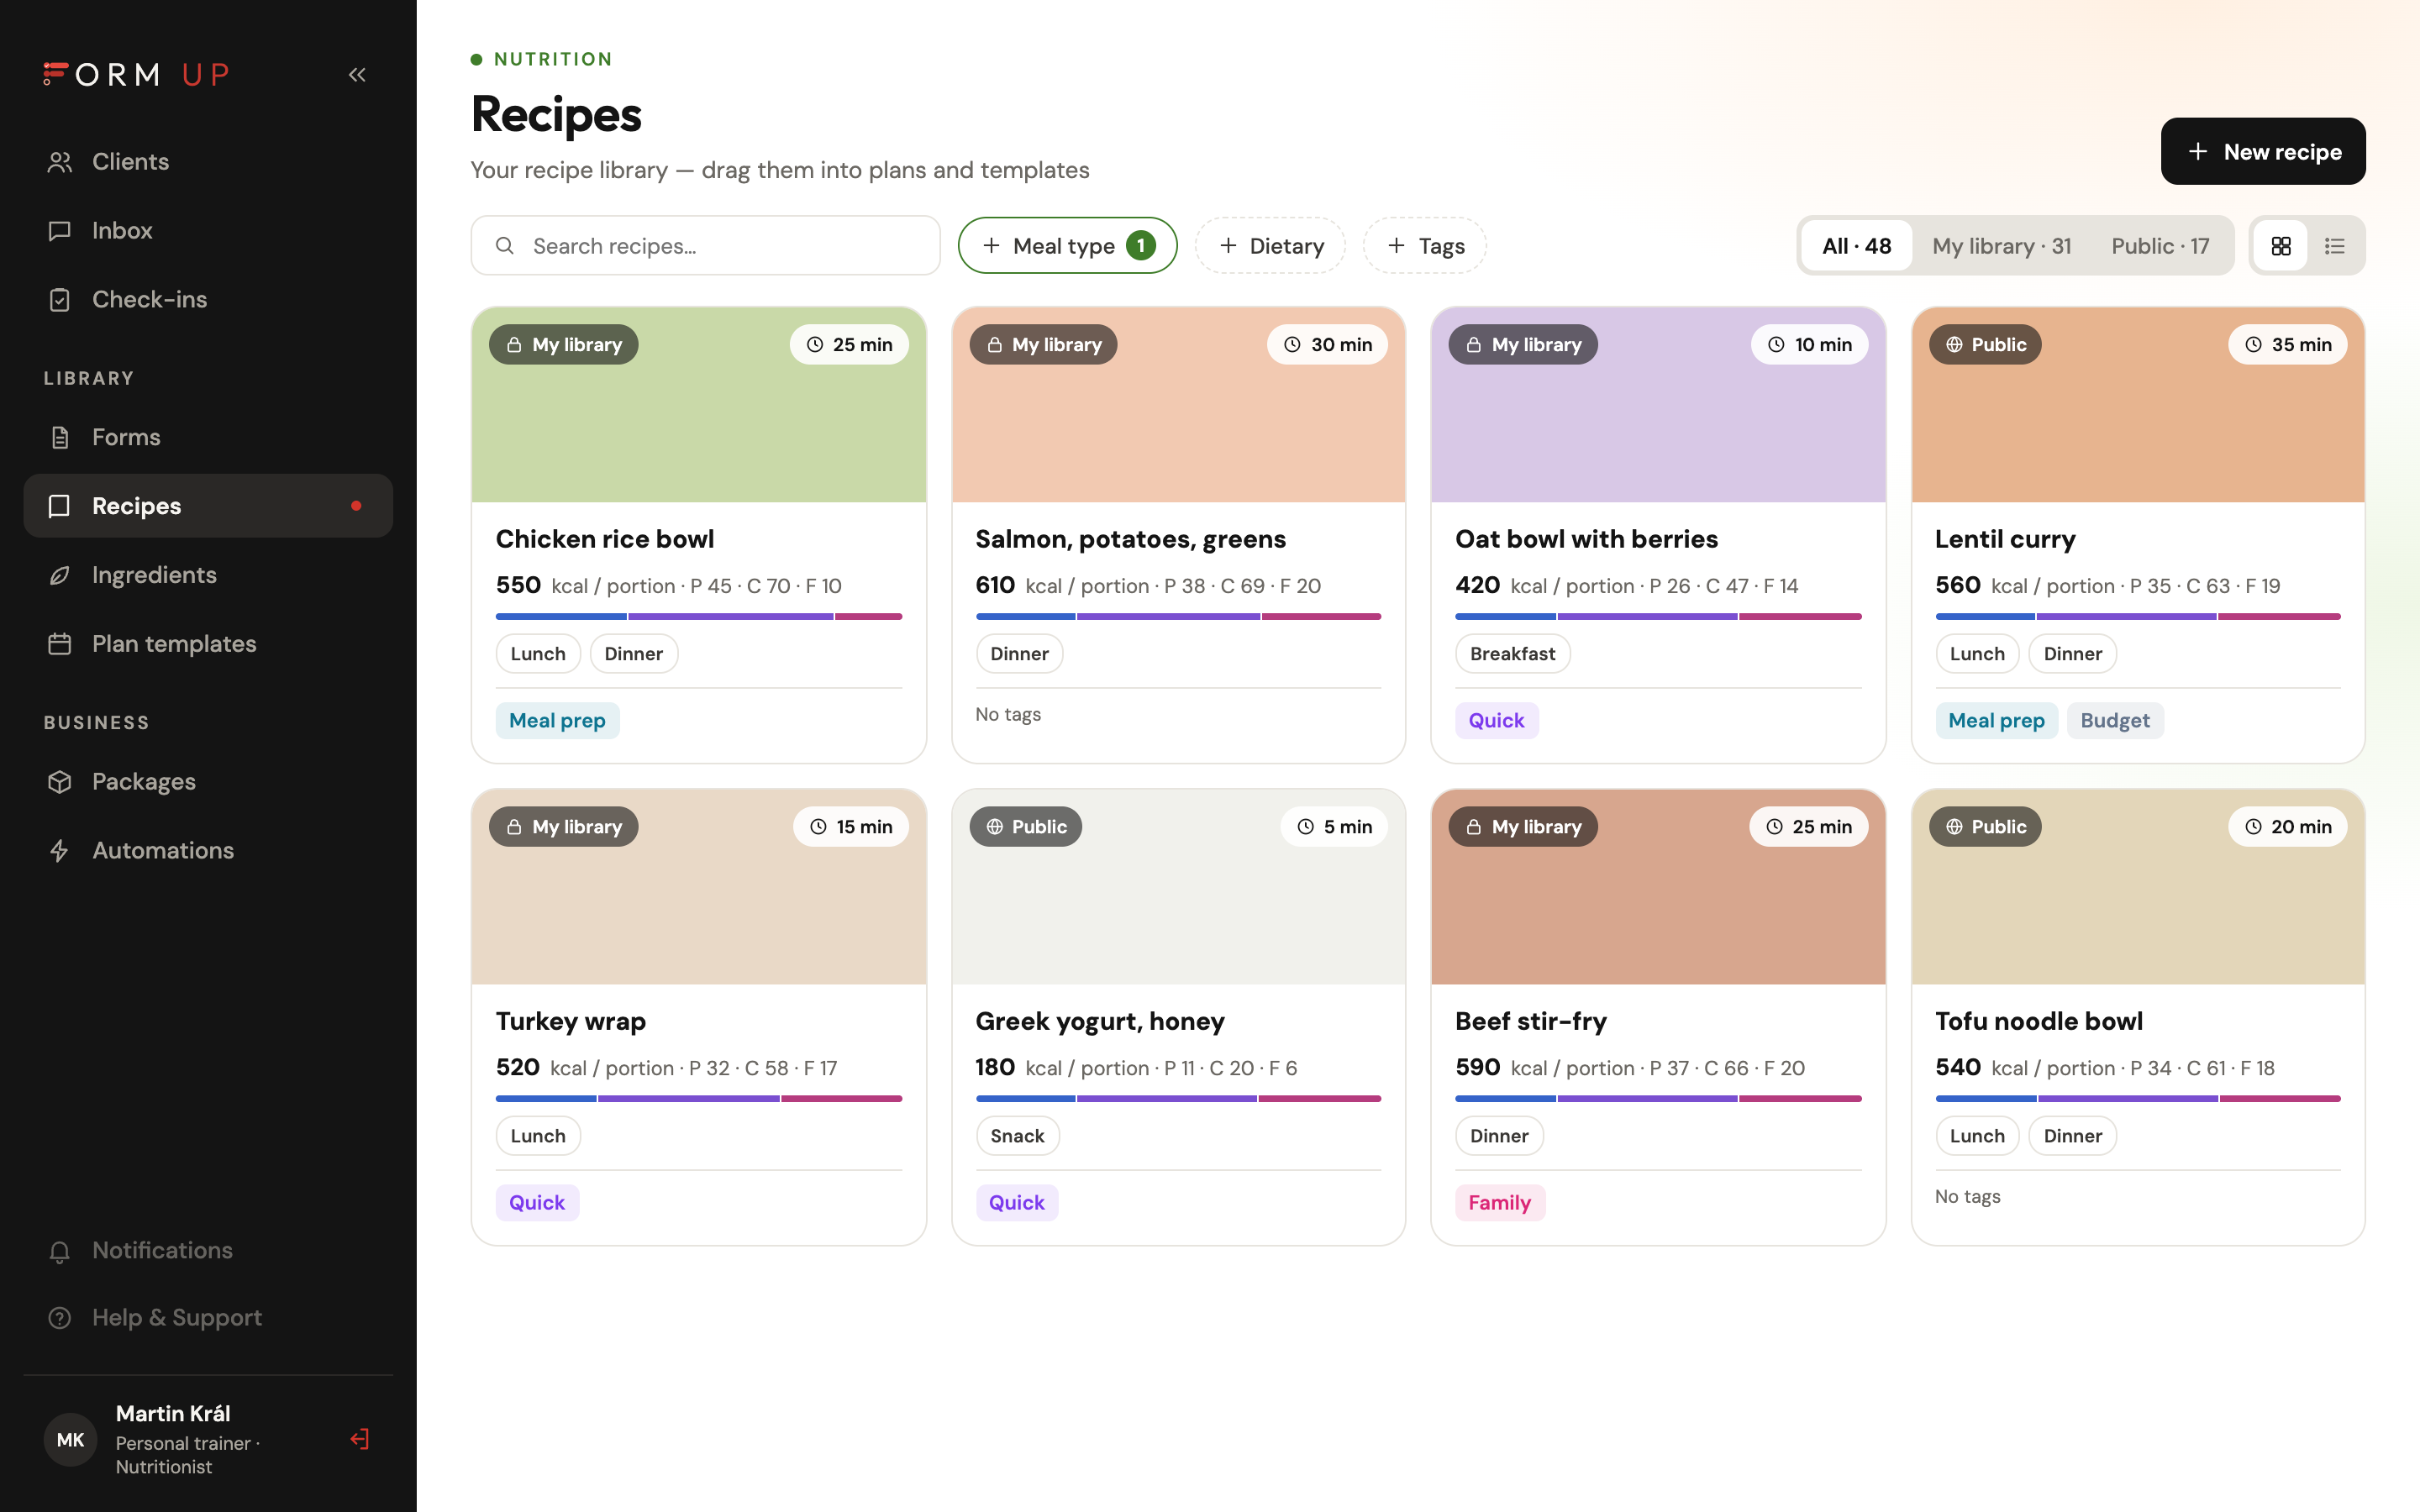 FORM UP
Clients
Inbox
Check-ins
LIBRARY
Forms
Recipes
Ingredients
Plan templates
BUSINESS
Packages
Automations
Notifications
Help & Support
MK
Martin Král
Personal trainer ·
Nutritionist
NUTRITION
Recipes
Your recipe library — drag them into plans and templates
New recipe
Search recipes...
Meal type 1
Dietary
Tags
All · 48
My library · 31
Public · 17
My library
25 min
Chicken rice bowl
550 kcal / portion · P 45 · C 70 · F 10
Lunch
Dinner
Meal prep
My library
30 min
Salmon, potatoes, greens
610 kcal / portion · P 38 · C 69 · F 20
Dinner
No tags
My library
10 min
Oat bowl with berries
420 kcal / portion · P 26 · C 47 · F 14
Breakfast
Quick
Public
35 min
Lentil curry
560 kcal / portion · P 35 · C 63 · F 19
Lunch
Dinner
Meal prep
Budget
My library
15 min
Turkey wrap
520 kcal / portion · P 32 · C 58 · F 17
Lunch
Quick
Public
5 min
Greek yogurt, honey
180 kcal / portion · P 11 · C 20 · F 6
Snack
Quick
My library
25 min
Beef stir-fry
590 kcal / portion · P 37 · C 66 · F 20
Dinner
Family
Public
20 min
Tofu noodle bowl
540 kcal / portion · P 34 · C 61 · F 18
Lunch
Dinner
No tags